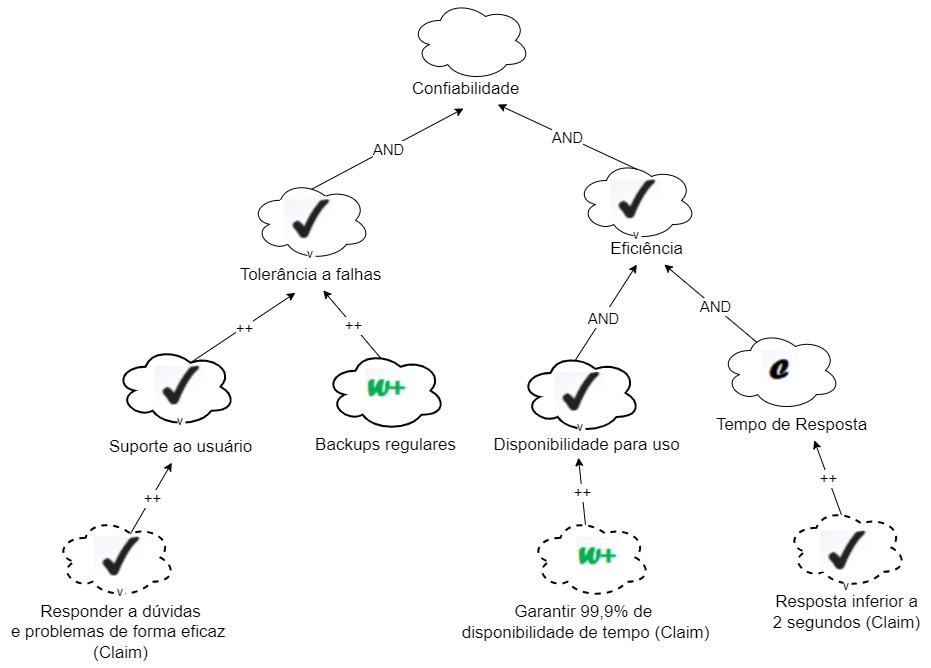 Confiabilidade
AND
AND
v
Tolerância a falhas
v
Eficiência
++
++
AND
AND
v
Suporte ao usuário
w+
Backups regulares
v
Disponibilidade para uso
e
Tempo de Resposta
++
++
++
v
Responder a dúvidas
e problemas de forma eficaz
(Claim)
w+
Garantir 99,9% de
disponibilidade de tempo (Claim)
v
Resposta inferior a
2 segundos (Claim)